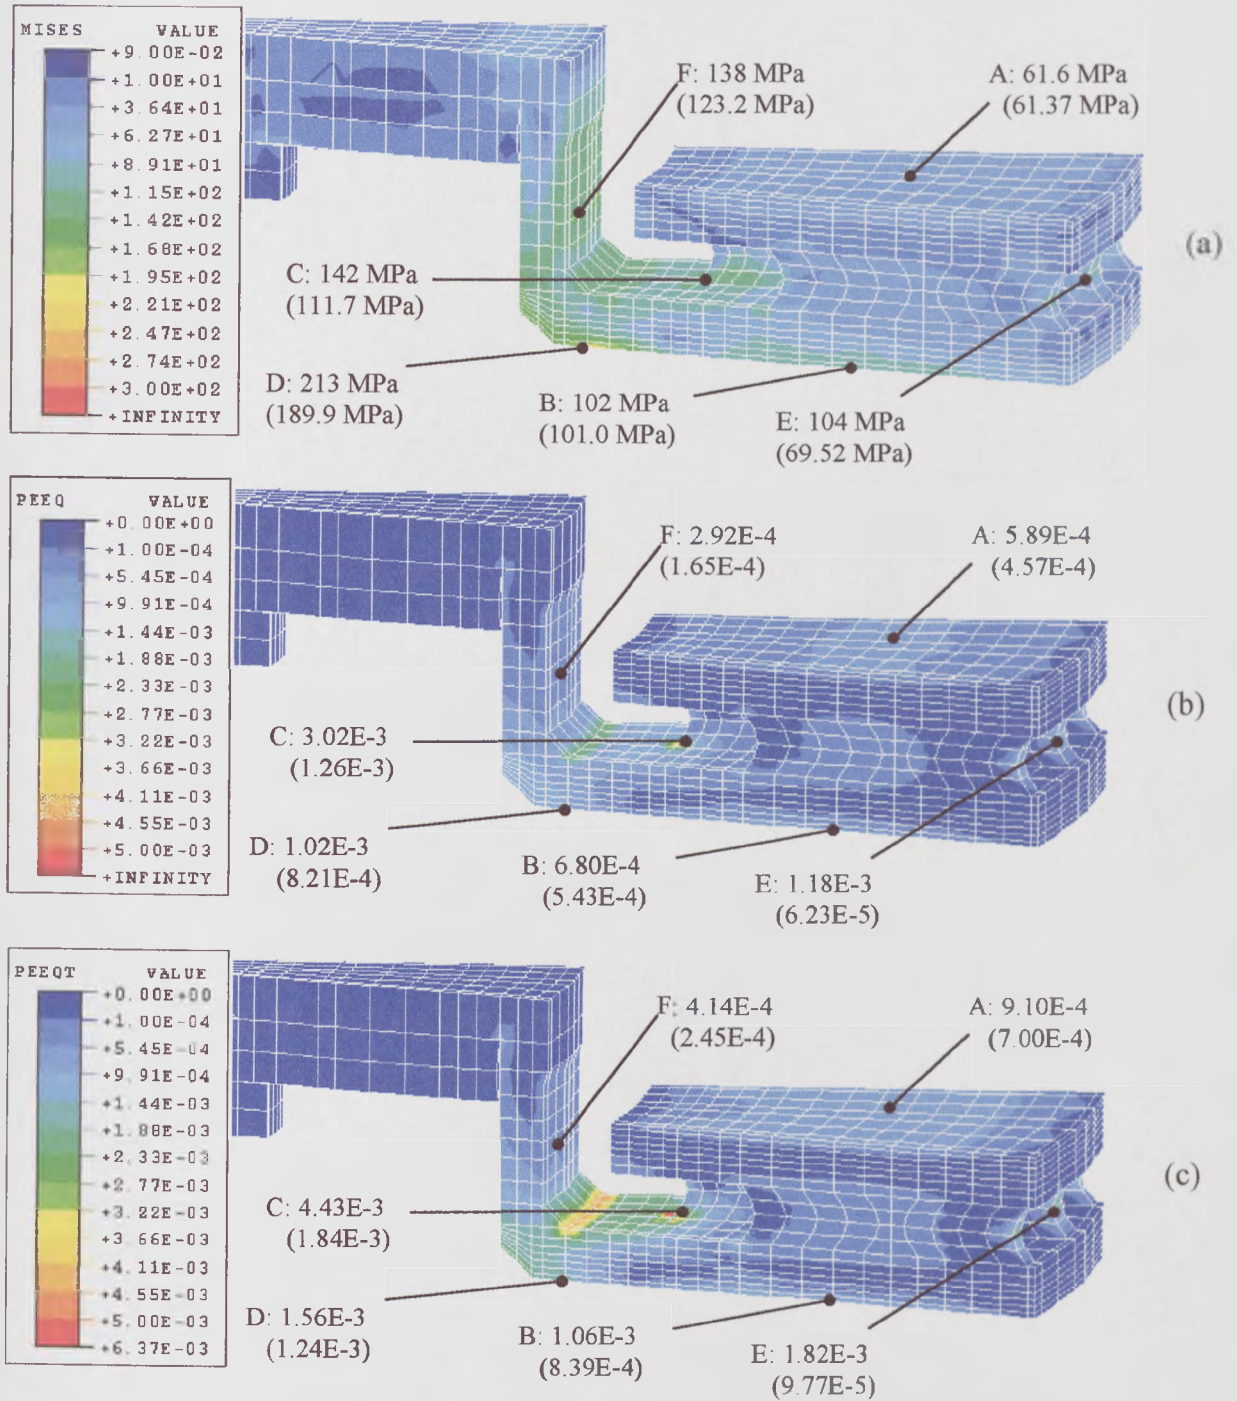 MISES VALUE
+9.00E-02
+1.00E+01
+3.64E+01
+6.27E+01
+8.91E+01
+1.15E+02
+1.42E+02
+1.68E+02
+1.95E+02
+2.21E+02
+2.47E+02
+2.74E+02
+3.00E+02
+INFINITY
F: 138 MPa
(123.2 MPa)
A: 61.6 MPa
(61.37 MPa)
(a)
C: 142 MPa
(111.7 MPa)
D: 213 MPa
(189.9 MPa)
B: 102 MPa
(101.0 MPa)
E: 104 MPa
(69.52 MPa)
PEEQ VALUE
+0.00E+00
+1.00E-04
+5.45E-04
+9.91E-04
+1.44E-03
+1.88E-03
+2.33E-03
+2.77E-03
+3.22E-03
+3.66E-03
+4.11E-03
+4.55E-03
+5.00E-03
+INFINITY
F: 2.92E-4
(1.65E-4)
A: 5.89E-4
(4.57E-4)
(b)
C: 3.02E-3
(1.26E-3)
D: 1.02E-3
(8.21E-4)
B: 6.80E-4
(5.43E-4)
E: 1.18E-3
(6.23E-5)
PEEQT VALUE
+0.00E+00
+1.00E-04
+5.45E-04
+9.91E-04
+1.44E-03
+1.88E-03
+2.33E-03
+2.77E-03
+3.22E-03
+3.66E-03
+4.11E-03
+4.55E-03
+5.00E-03
+6.37E-03
F: 4.14E-4
(2.45E-4)
A: 9.10E-4
(7.00E-4)
(c)
C: 4.43E-3
(1.84E-3)
D: 1.56E-3
(1.24E-3)
B: 1.06E-3
(8.39E-4)
E: 1.82E-3
(9.77E-5)